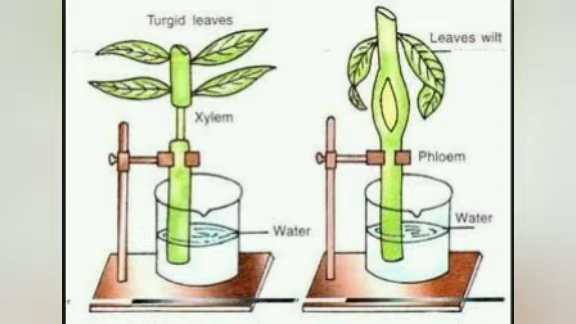 Turgid leaves
Xylem
Water
Leaves wilt
Phloem
Water